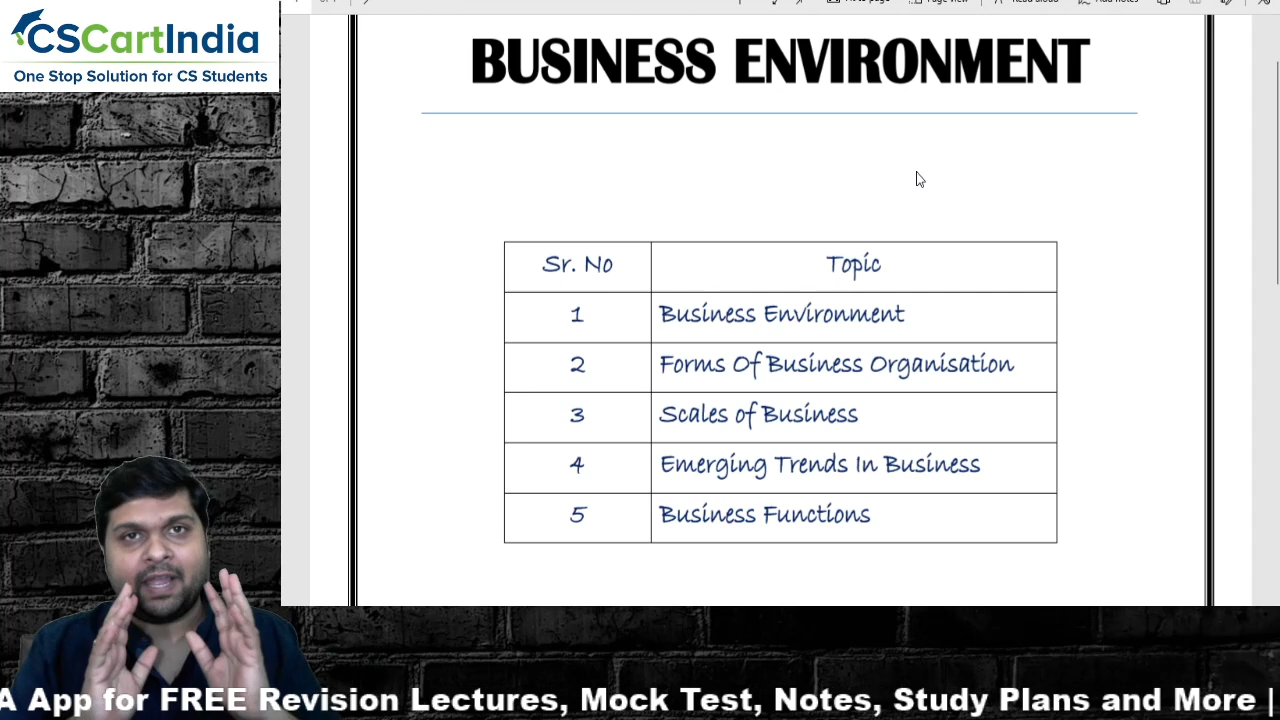 CSCartIndia
One Stop Solution for CS Students
BUSINESS ENVIRONMENT
Sr. No Topic
1 Business Environment
2 Forms Of Business Organisation
3 Scales of Business
4 Emerging Trends In Business
5 Business Functions
A App for FREE Revision Lectures, Mock Test, Notes, Study Plans and More |